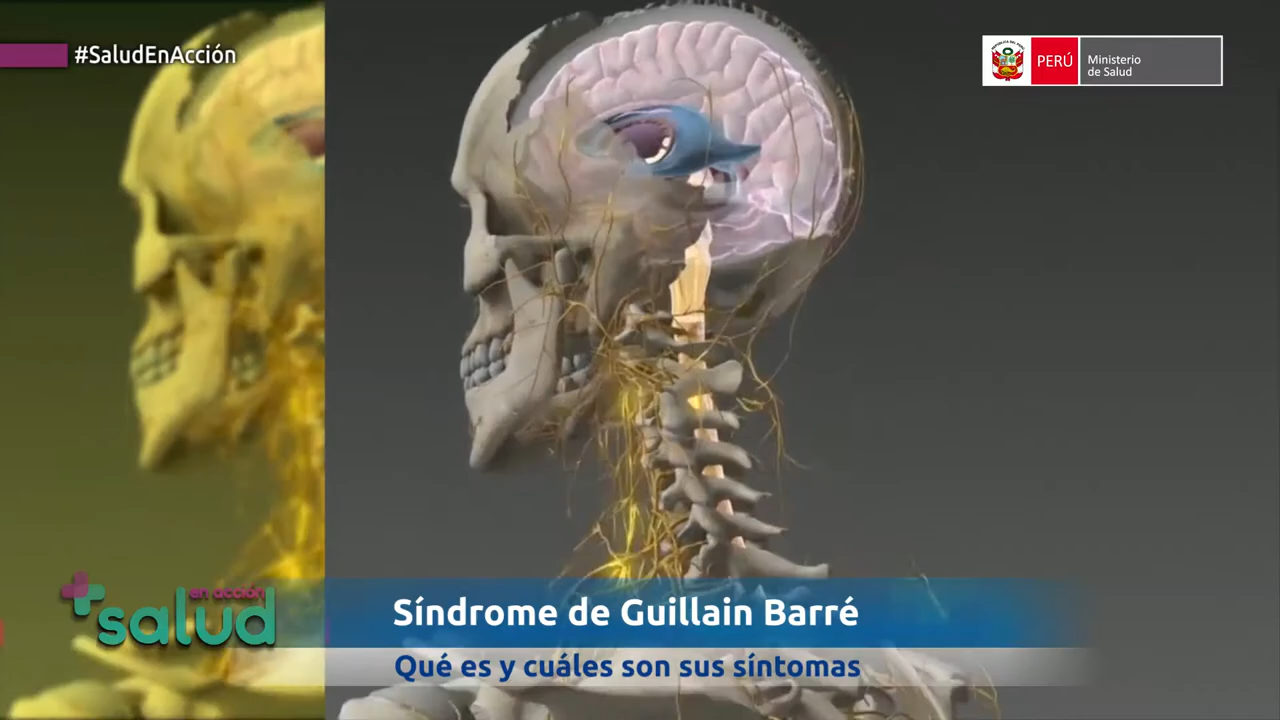 #SaludEnAcción
PERÚ
Ministerio
de Salud
en acción
salud
Síndrome de Guillain Barré
Qué es y cuáles son sus síntomas